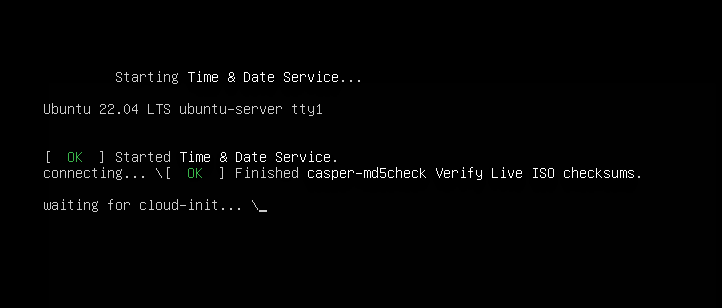 Starting Time & Date Service...
Ubuntu 22.04 LTS ubuntu-server tty1
[  OK  ] Started Time & Date Service.
connecting... \[  OK  ] Finished casper-md5check Verify Live ISO checksums.
waiting for cloud-init... \_